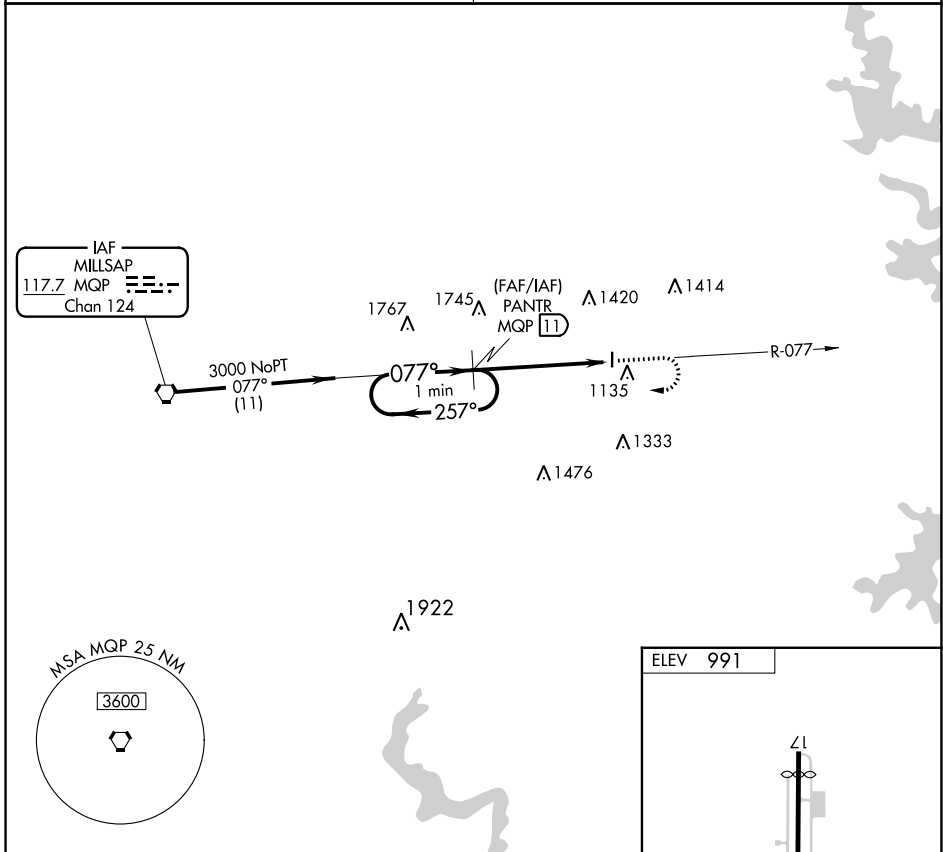 IAF
MILLSAP
117.7 MQP
Chan 124
3000 NoPT
077°
(11)
1767
1745
(FAF/IAF)
PANTR
MQP 11
1420
1414
077°
1 min
257°
1135
R-077
1333
1476
1922
MSA MQP 25 NM
3600
ELEV 991
17